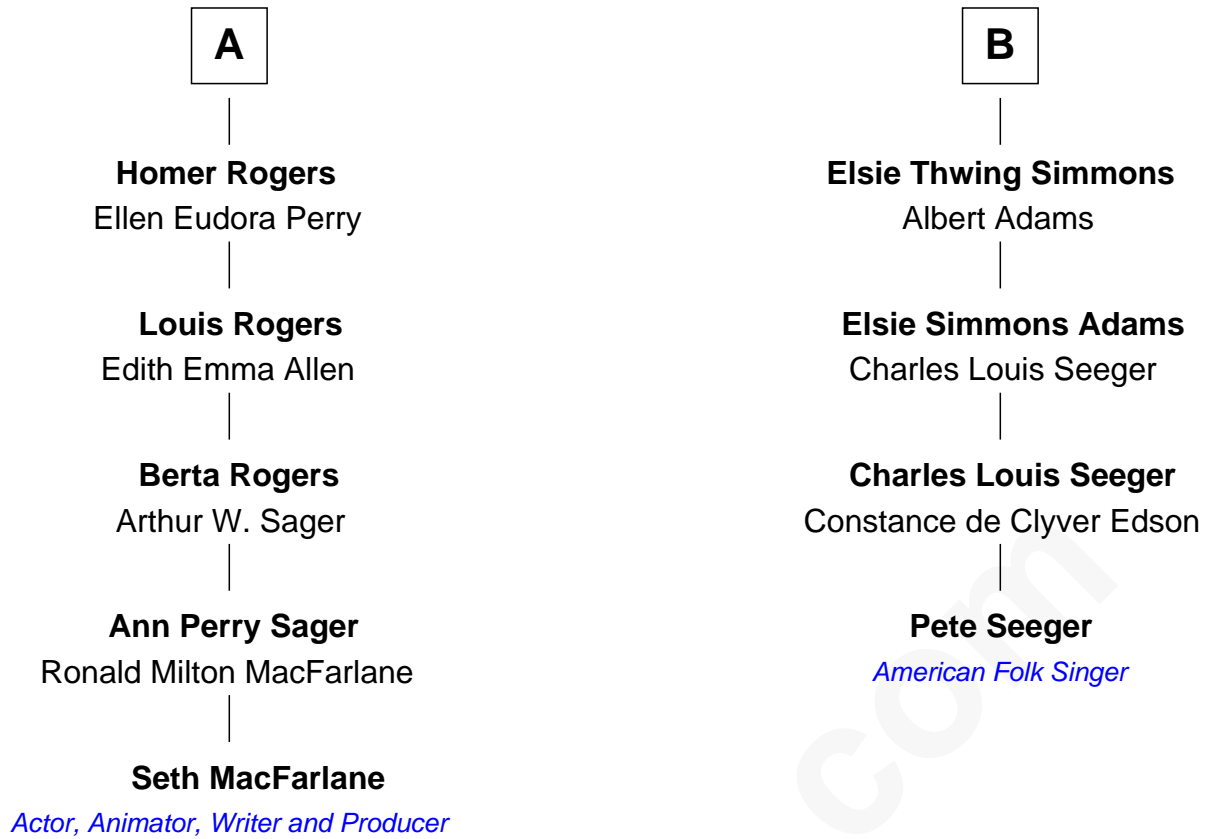 A
B
Homer Rogers
Ellen Eudora Perry
Elsie Thwing Simmons
Albert Adams
Louis Rogers
Edith Emma Allen
Elsie Simmons Adams
Charles Louis Seeger
Berta Rogers
Arthur W. Sager
Charles Louis Seeger
Constance de Clyver Edson
Ann Perry Sager
Ronald Milton MacFarlane
Pete Seeger
American Folk Singer
Seth MacFarlane
Actor, Animator, Writer and Producer
com